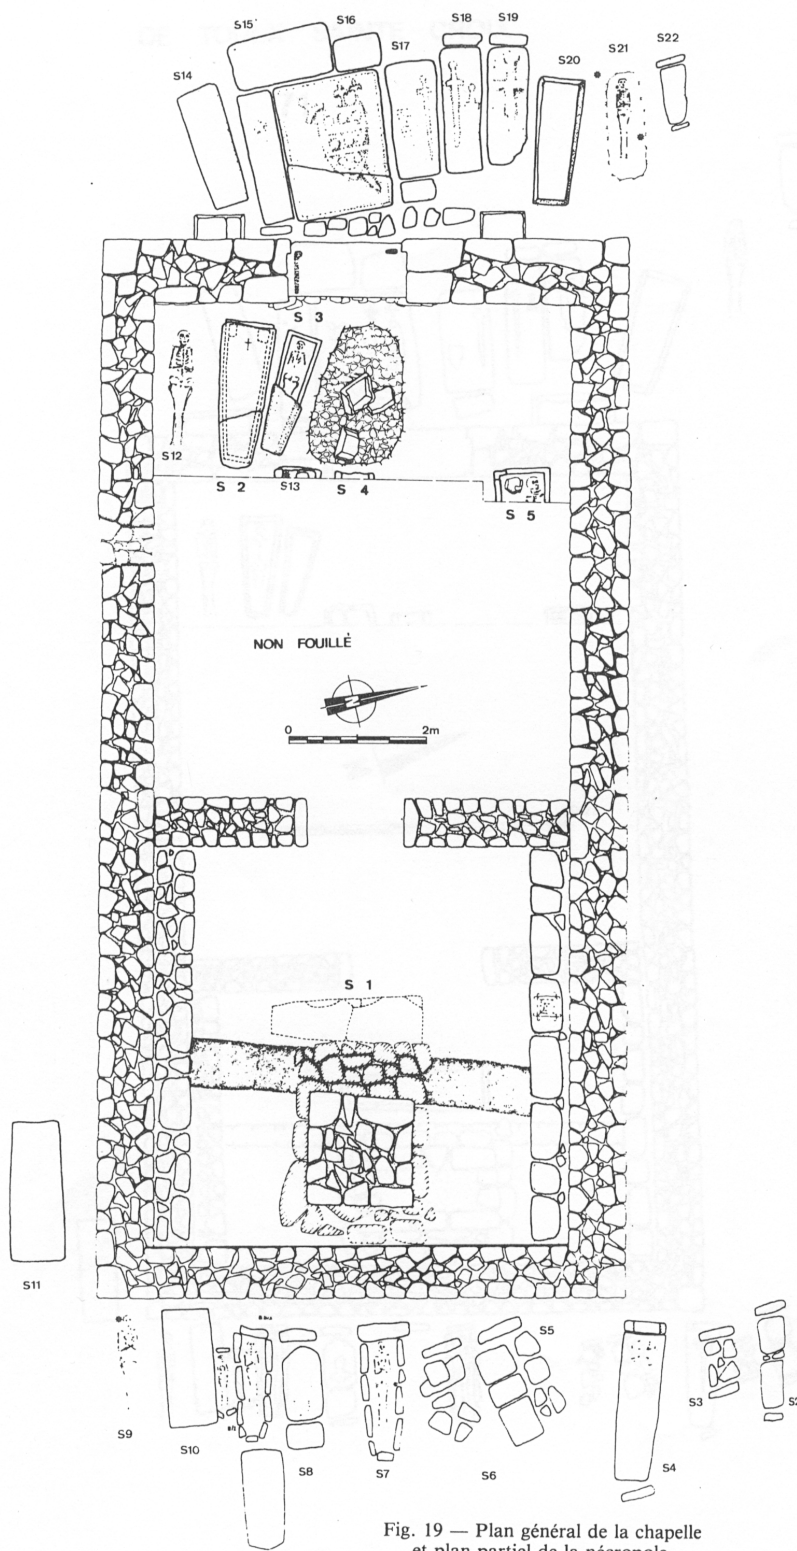 S15
S16
S18
S19
S17
S21
S22
S14
S20
S 3
S12
S 2
S13
S 4
S 5
NON FOUILLÉ
N
0
2m
S 1
S11
S5
S3
S2
S9
S10
S8
S7
S6
S4
Fig. 19 — Plan général de la chapelle
et plan partiel de la nécropole